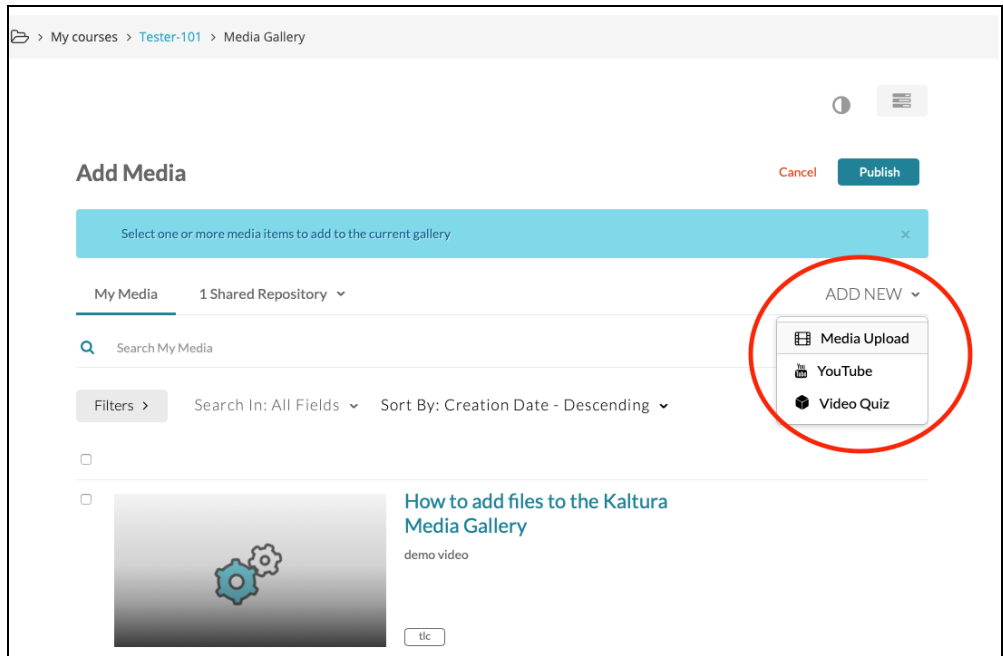 > My courses > Tester-101 > Media Gallery
Add Media
Cancel
Publish
Select one or more media items to add to the current gallery
×
My Media
1 Shared Repository
ADD NEW
Media Upload
You Tube
YouTube
Video Quiz
Search My Media
Filters >
Search In: All Fields
Sort By: Creation Date - Descending
How to add files to the Kaltura
Media Gallery
demo video
tlc